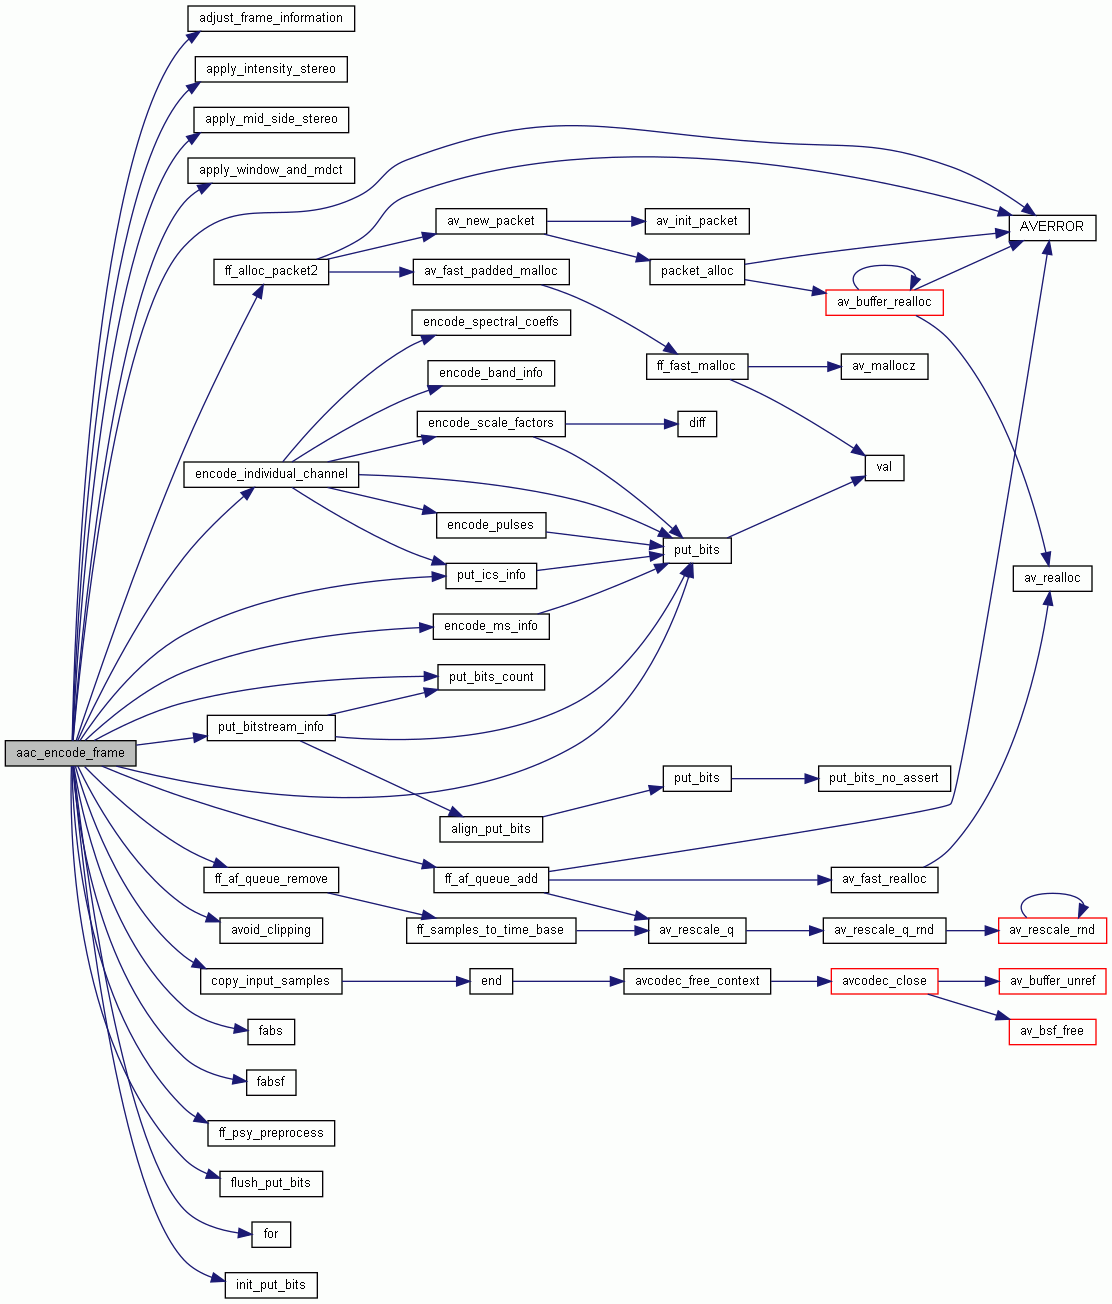 adjust_frame_information
apply_intensity_stereo
apply_mid_side_stereo
apply_window_and_mdct
av_new_packet
av_init_packet
AVERROR
ff_alloc_packet2
av_fast_padded_malloc
packet_alloc
av_buffer_realloc
encode_spectral_coeffs
ff_fast_malloc
av_mallocz
encode_band_info
encode_scale_factors
diff
encode_individual_channel
val
encode_pulses
put_bits
put_ics_info
av_realloc
encode_ms_info
put_bits_count
put_bitstream_info
aac_encode_frame
put_bits
put_bits_no_assert
align_put_bits
ff_af_queue_remove
ff_af_queue_add
av_fast_realloc
avoid_clipping
ff_samples_to_time_base
av_rescale_q
av_rescale_q_rnd
av_rescale_rnd
copy_input_samples
end
avcodec_free_context
avcodec_close
av_buffer_unref
fabs
av_bsf_free
fabsf
ff_psy_preprocess
flush_put_bits
for
init_put_bits